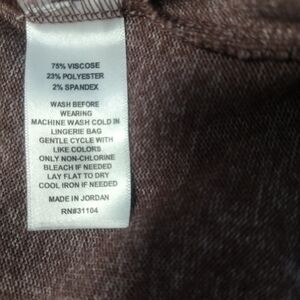 75% VISCOSE
23% POLYESTER
2% SPANDEX
WASH BEFORE
WEARING
MACHINE WASH COLD IN
LINGERIE BAG
GENTLE CYCLE WITH
LIKE COLORS
ONLY NON-CHLORINE
BLEACH IF NEEDED
LAY FLAT TO DRY
COOL IRON IF NEEDED
MADE IN JORDAN
RN#31104